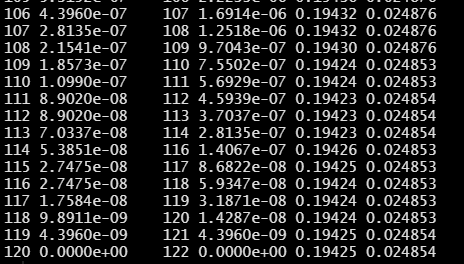 106 4.3960e-07 107 1.6914e-06 0.19432 0.024876
107 2.8135e-07 108 1.2518e-06 0.19432 0.024876
108 2.1541e-07 109 9.7043e-07 0.19430 0.024876
109 1.8573e-07 110 7.5502e-07 0.19424 0.024853
110 1.0990e-07 111 5.6929e-07 0.19424 0.024853
111 8.9020e-08 112 4.5939e-07 0.19423 0.024854
112 8.9020e-08 113 3.7037e-07 0.19423 0.024854
113 7.0337e-08 114 2.8135e-07 0.19423 0.024854
114 5.3851e-08 116 1.4067e-07 0.19426 0.024853
115 2.7475e-08 117 8.6822e-08 0.19425 0.024853
116 2.7475e-08 118 5.9347e-08 0.19424 0.024853
117 1.7584e-08 119 3.1871e-08 0.19424 0.024853
118 9.8911e-09 120 1.4287e-08 0.19424 0.024853
119 4.3960e-09 121 4.3960e-09 0.19425 0.024853
120 0.0000e+00 122 0.0000e+00 0.19425 0.024853